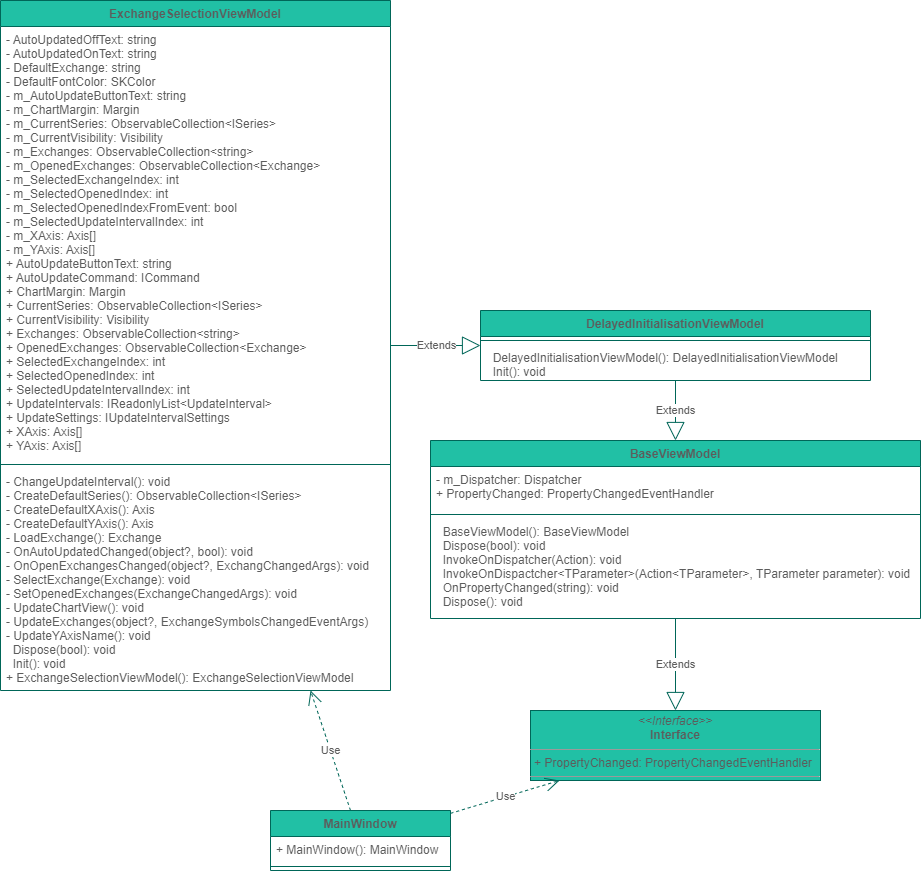 ExchangeSelectionViewModel
- AutoUpdatedOffText: string
- AutoUpdatedOnText: string
- DefaultExchange: string
- DefaultFontColor: SKColor
- m_AutoUpdateButtonText: string
- m_ChartMargin: Margin
- m_CurrentSeries: ObservableCollection<ISeries>
- m_CurrentVisibility: Visibility
- m_Exchanges: ObservableCollection<string>
- m_OpenedExchanges: ObservableCollection<Exchange>
- m_SelectedExchangeIndex: int
- m_SelectedOpenedIndex: int
- m_SelectedOpenedIndexFromEvent: bool
- m_SelectedUpdateIntervalIndex: int
- m_XAxis: Axis[]
- m_YAxis: Axis[]
+ AutoUpdateButtonText: string
+ AutoUpdateCommand: ICommand
+ ChartMargin: Margin
+ CurrentSeries: ObservableCollection<ISeries>
+ CurrentVisibility: Visibility
+ Exchanges: ObservableCollection<string>
+ OpenedExchanges: ObservableCollection<Exchange>
+ SelectedExchangeIndex: int
+ SelectedOpenedIndex: int
+ SelectedUpdateIntervalIndex: int
+ UpdateIntervals: IReadonlyList<UpdateInterval>
+ UpdateSettings: IUpdateIntervalSettings
+ XAxis: Axis[]
+ YAxis: Axis[]
- ChangeUpdateInterval(): void
- CreateDefaultSeries(): ObservableCollection<ISeries>
- CreateDefaultXAxis(): Axis
- CreateDefaultYAxis(): Axis
- LoadExchange(): Exchange
- OnAutoUpdatedChanged(object?, bool): void
- OnOpenExchangesChanged(object?, ExchangChangedArgs): void
- SelectExchange(Exchange): void
- SetOpenedExchanges(ExchangeChangedArgs): void
- UpdateChartView(): void
- UpdateExchanges(object?, ExchangeSymbolsChangedEventArgs)
- UpdateYAxisName(): void
Dispose(bool): void
Init(): void
+ ExchangeSelectionViewModel(): ExchangeSelectionViewModel
Extends
DelayedInitialisationViewModel
DelayedInitialisationViewModel(): DelayedInitialisationViewModel
Init(): void
Extends
BaseViewModel
- m_Dispatcher: Dispatcher
+ PropertyChanged: PropertyChangedEventHandler
BaseViewModel(): BaseViewModel
Dispose(bool): void
InvokeOnDispatcher(Action): void
InvokeOnDispactcher<TParameter>(Action<TParameter>, TParameter parameter): void
OnPropertyChanged(string): void
Dispose(): void
Extends
<<Interface>>
Interface
+ PropertyChanged: PropertyChangedEventHandler
Use
Use
MainWindow
+ MainWindow(): MainWindow